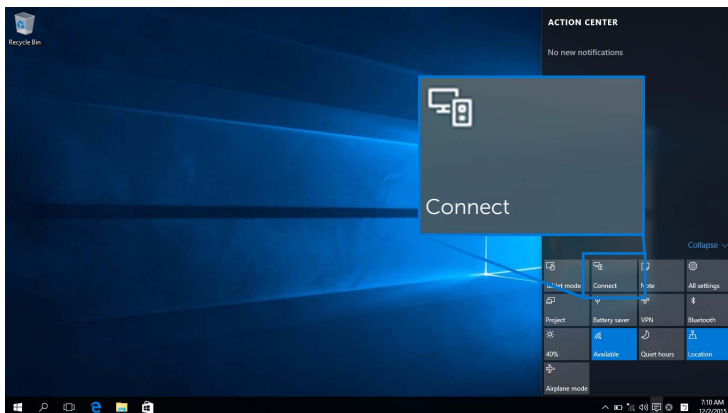 Recycle Bin
ACTION CENTER
No new notifications
Connect
Collapse
Tablet mode
Connect
Note
All settings
Project
Battery saver
VPN
Bluetooth
40%
Available
Quiet hours
Location
Airplane mode
7:10 AM